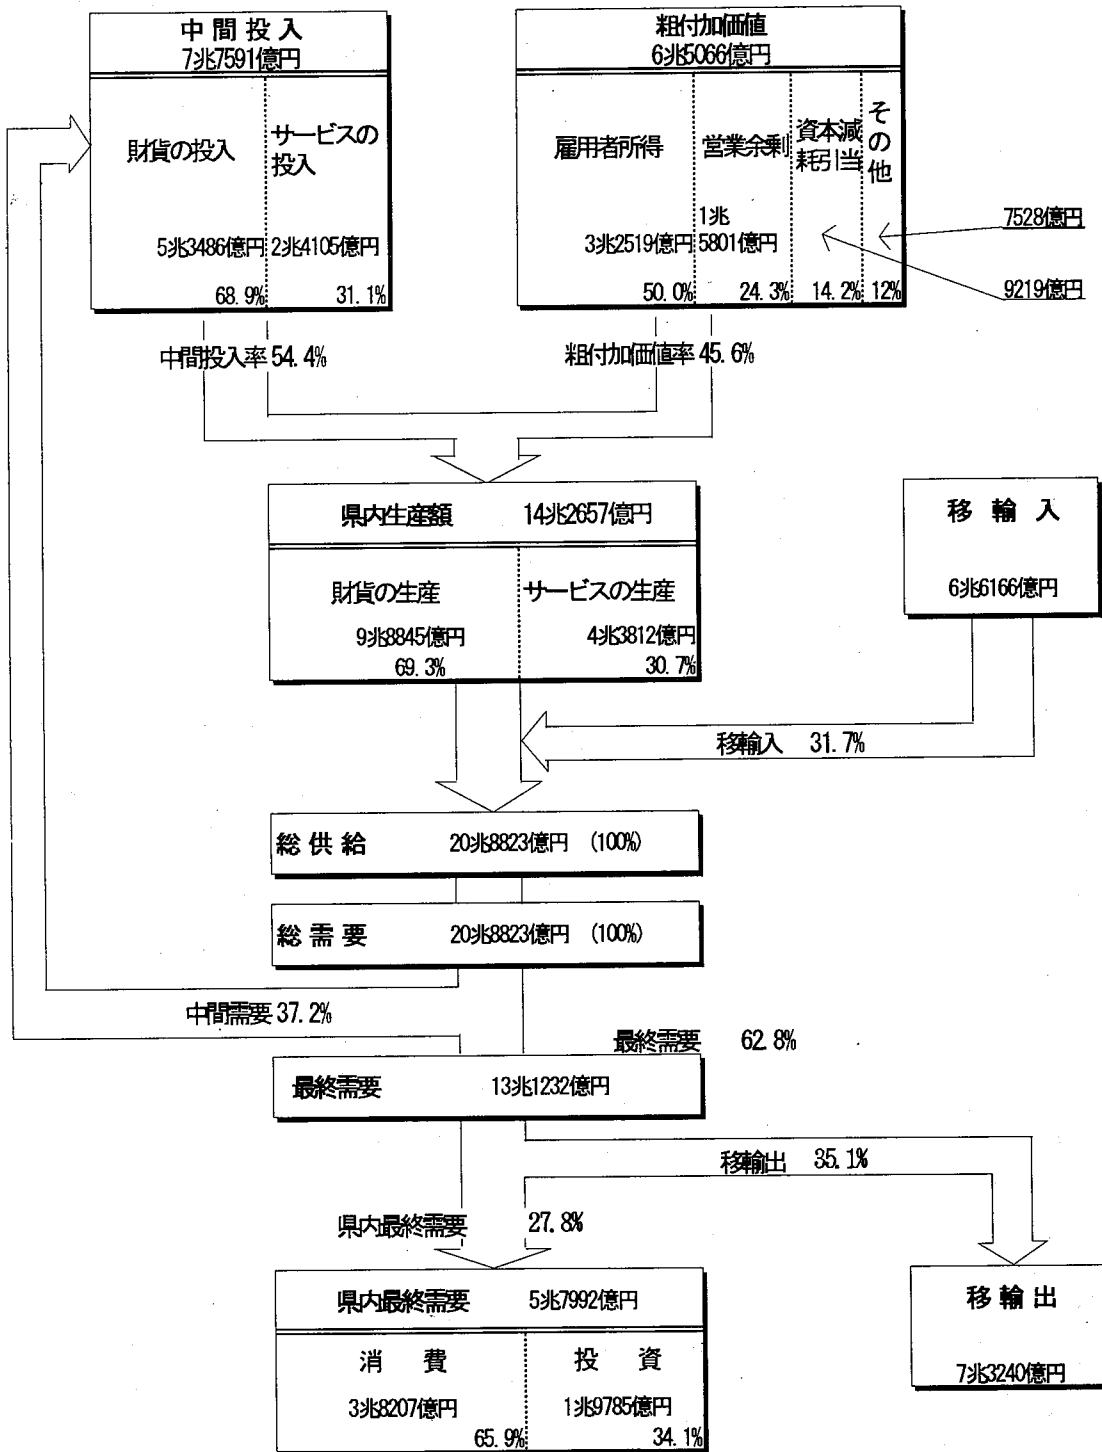 中間投入
7兆7591億円
財貨の投入
サービスの
投入
5兆3486億円
2兆4105億円
68.9%
31.1%
粗付加価値
6兆5066億円
雇用者所得
営業余剰
資本減
耗引当
その他
3兆2519億円
1兆
5801億円
7528億円
9219億円
50.0%
24.3%
14.2%
12%
中間投入率 54.4%
粗付加価値率 45.6%
県内生産額 14兆2657億円
財貨の生産
サービスの生産
9兆8845億円
4兆3812億円
69.3%
30.7%
移輸入
6兆6166億円
移輸入 31.7%
総供給 20兆8823億円 (100%)
総需要 20兆8823億円 (100%)
中間需要 37.2%
最終需要 62.8%
最終需要 13兆1232億円
移輸出 35.1%
県内最終需要 27.8%
県内最終需要 5兆7992億円
消費
投資
3兆8207億円
1兆9785億円
65.9%
34.1%
移輸出
7兆3240億円